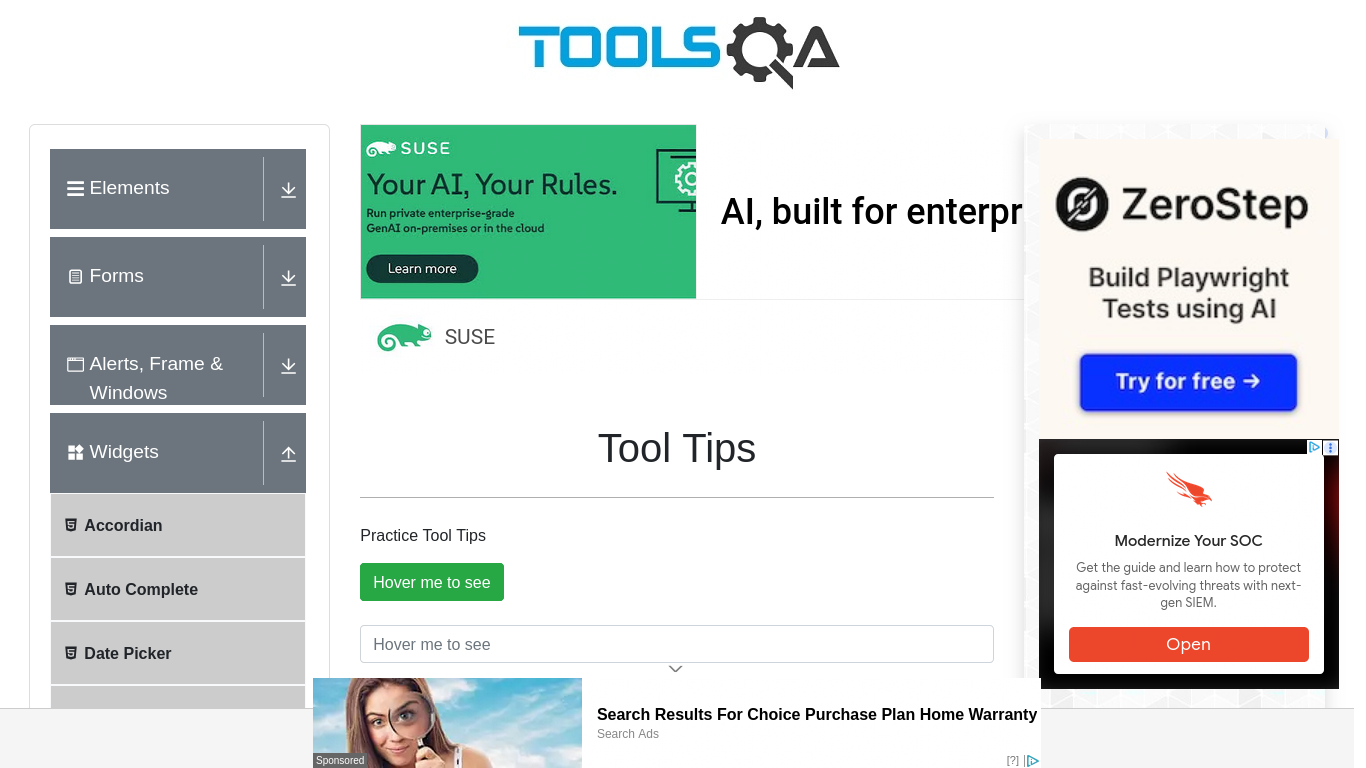 TOOLSQA
Elements
Forms
Alerts, Frame &
Windows
Widgets
Accordian
Auto Complete
Date Picker
SUSE
Your AI, Your Rules.
Run private enterprise-grade
GenAI on-premises or in the cloud
Learn more
AI, built for enterpr
SUSE
Tool Tips
Practice Tool Tips
Hover me to see
Hover me to see
ZeroStep
Build Playwright
Tests using AI
Try for free →
Modernize Your SOC
Get the guide and learn how to protect
against fast-evolving threats with next-
gen SIEM.
Open
Sponsored
Search Results For Choice Purchase Plan Home Warranty
Search Ads
[?]